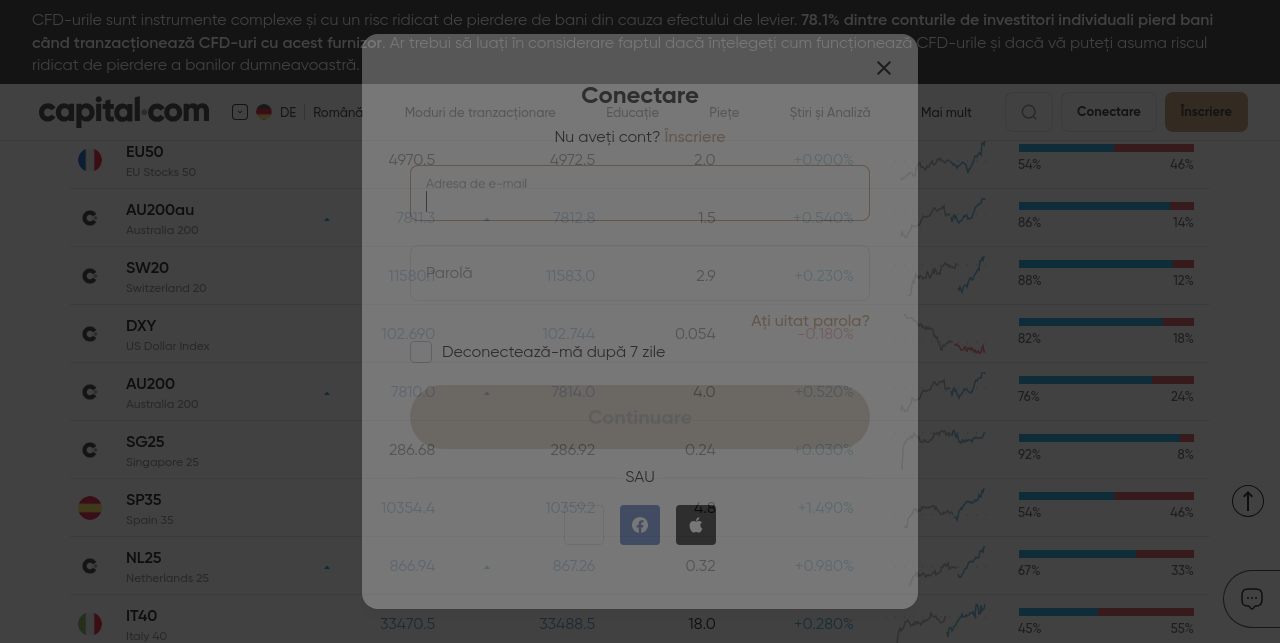 CFD-urile sunt instrumente complexe și cu un risc ridicat de pierdere de bani din cauza efectului de levier. 78.1% dintre conturile de investitori individuali pierd bani
când tranzacționează CFD-uri cu acest furnizor. Ar trebui să luați în considerare faptul dacă înțelegeți cum funcționează CFD-urile și dacă vă puteți asuma riscul
ridicat de pierdere a banilor dumneavoastră.
capital.com DE Română Moduri de tranzacționare Educație Piețe Știri și Analiză Mai mult Conectare Înscriere
Conectare
Nu aveți cont? Înscriere
Adresa de e-mail
Parolă
Ați uitat parola?
Deconectează-mă după 7 zile
Continuare
SAU
EU50 4970.5 4972.5 2.0 +0.900%
EU Stocks 50 54% 46%
AU200au 7811.3 7812.8 1.5 +0.540%
Australia 200 86% 14%
SW20 11583.0 2.9 +0.230%
Switzerland 20 88% 12%
DXY 102.690 102.744 0.054 -0.180%
US Dollar Index 82% 18%
AU200 7810.0 7814.0 4.0 +0.520%
Australia 200 76% 24%
SG25 286.68 286.92 0.24 +0.030%
Singapore 25 92% 8%
SP35 10354.4 10359.2 4.8 +1.490%
Spain 35 54% 46%
NL25 866.94 867.26 0.32 +0.980%
Netherlands 25 67% 33%
IT40 33470.5 33488.5 18.0 +0.280%
Italy 40 45% 55%